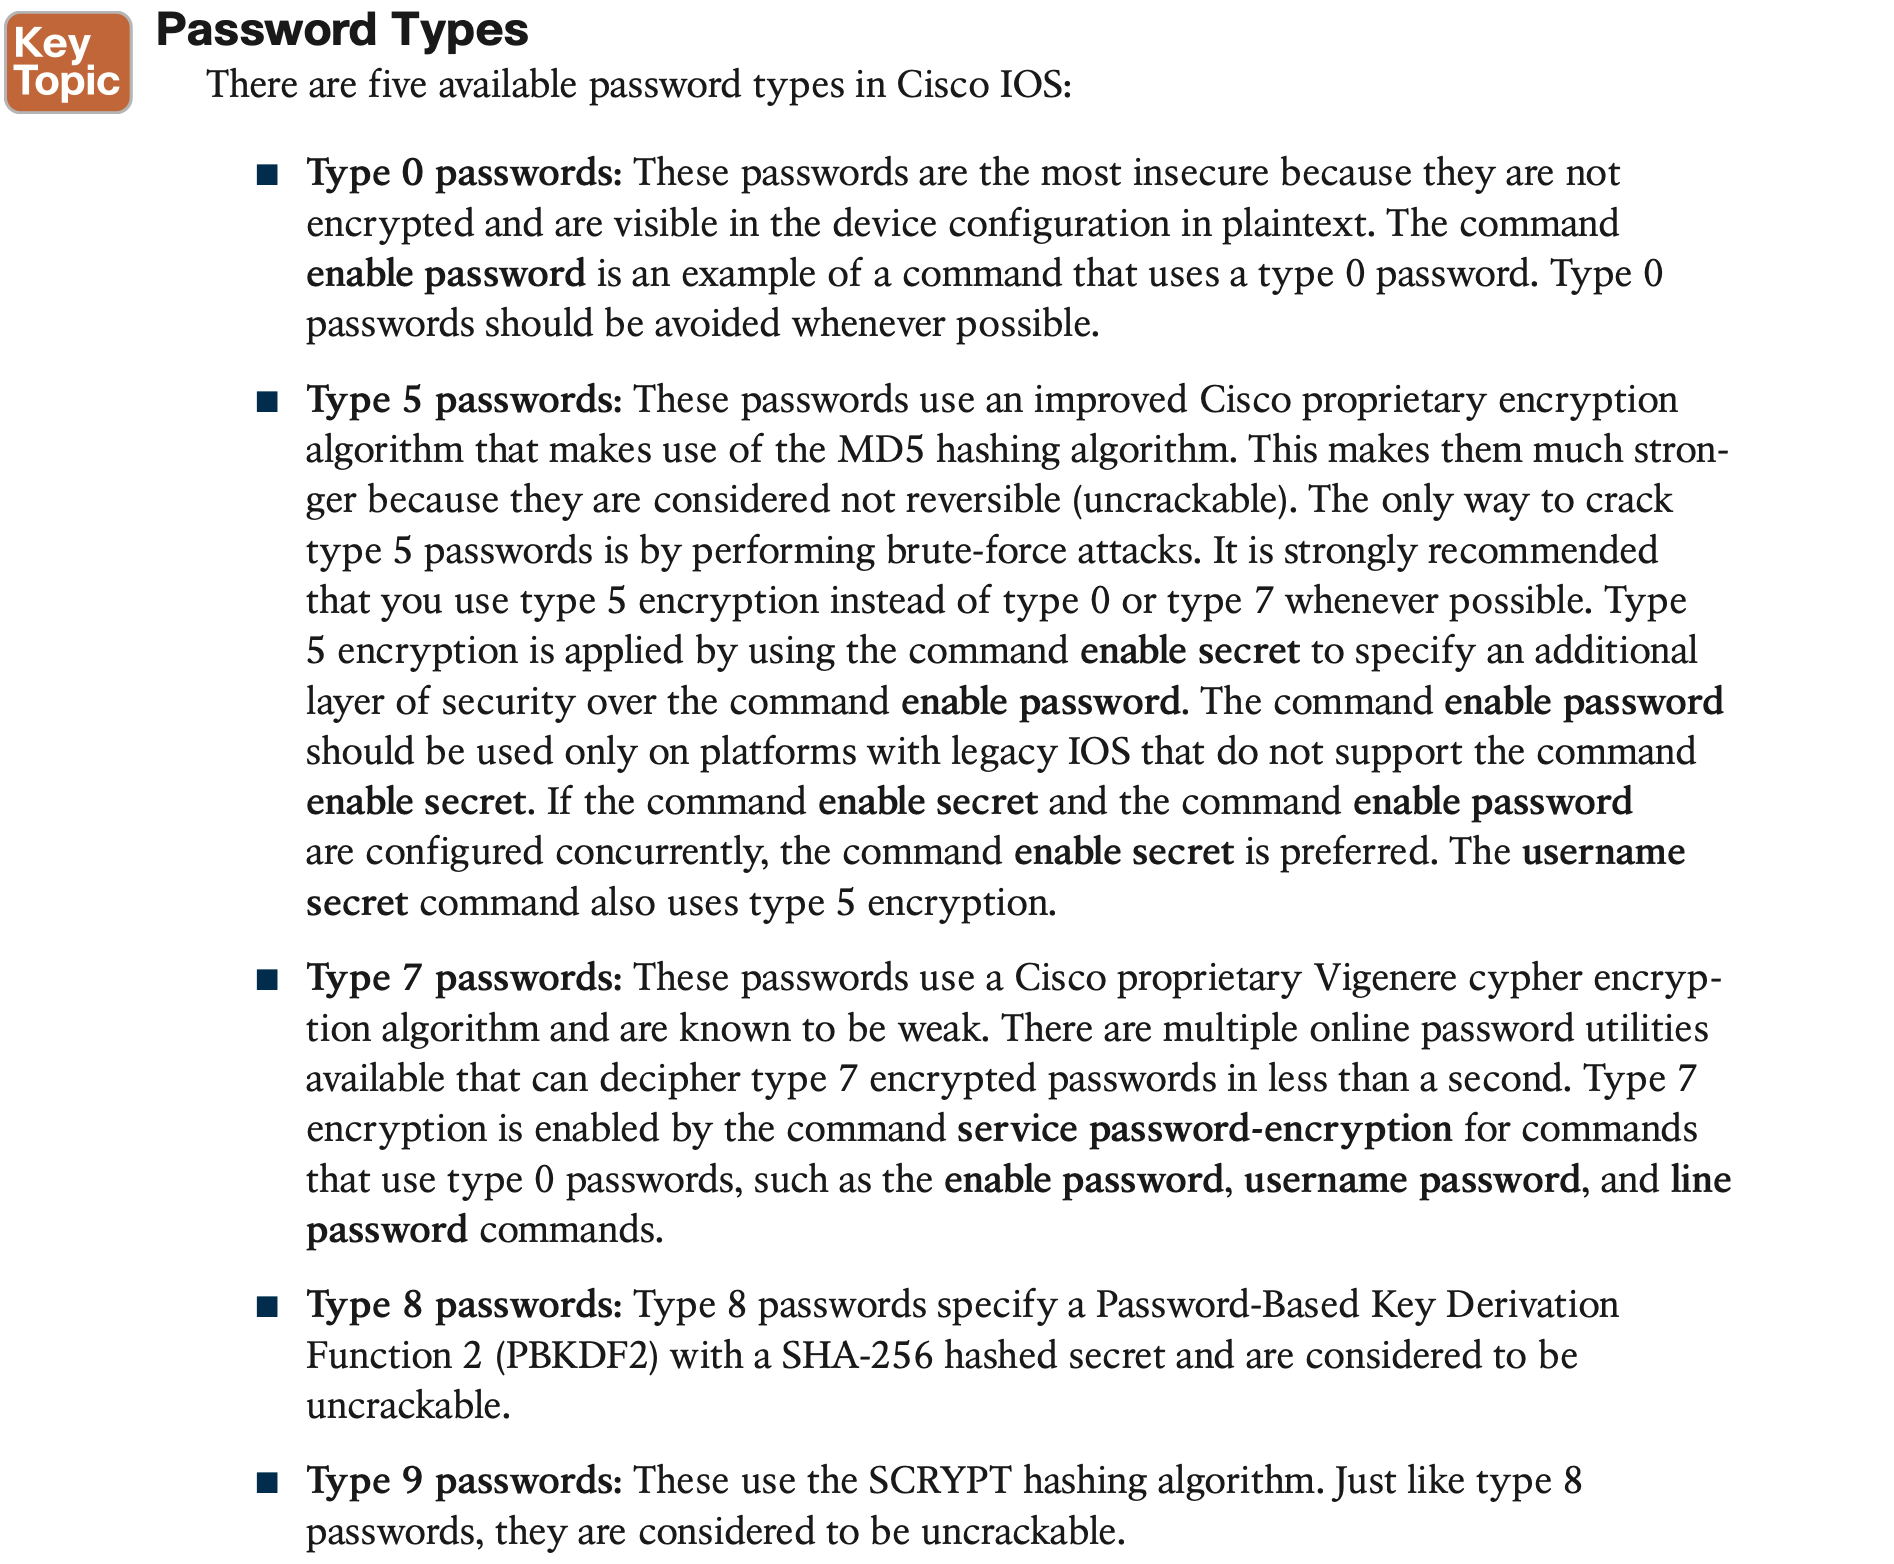 Key
Topic
Password Types
There are five available password types in Cisco IOS:
■ Type 0 passwords: These passwords are the most insecure because they are not
encrypted and are visible in the device configuration in plaintext. The command
enable password is an example of a command that uses a type 0 password. Type 0
passwords should be avoided whenever possible.
■ Type 5 passwords: These passwords use an improved Cisco proprietary encryption
algorithm that makes use of the MD5 hashing algorithm. This makes them much stron-
ger because they are considered not reversible (uncrackable). The only way to crack
type 5 passwords is by performing brute-force attacks. It is strongly recommended
that you use type 5 encryption instead of type 0 or type 7 whenever possible. Type
5 encryption is applied by using the command enable secret to specify an additional
layer of security over the command enable password. The command enable password
should be used only on platforms with legacy IOS that do not support the command
enable secret. If the command enable secret and the command enable password
are configured concurrently, the command enable secret is preferred. The username
secret command also uses type 5 encryption.
■ Type 7 passwords: These passwords use a Cisco proprietary Vigenere cypher encryp-
tion algorithm and are known to be weak. There are multiple online password utilities
available that can decipher type 7 encrypted passwords in less than a second. Type 7
encryption is enabled by the command service password-encryption for commands
that use type 0 passwords, such as the enable password, username password, and line
password commands.
■ Type 8 passwords: Type 8 passwords specify a Password-Based Key Derivation
Function 2 (PBKDF2) with a SHA-256 hashed secret and are considered to be
uncrackable.
■ Type 9 passwords: These use the SCRYPT hashing algorithm. Just like type 8
passwords, they are considered to be uncrackable.